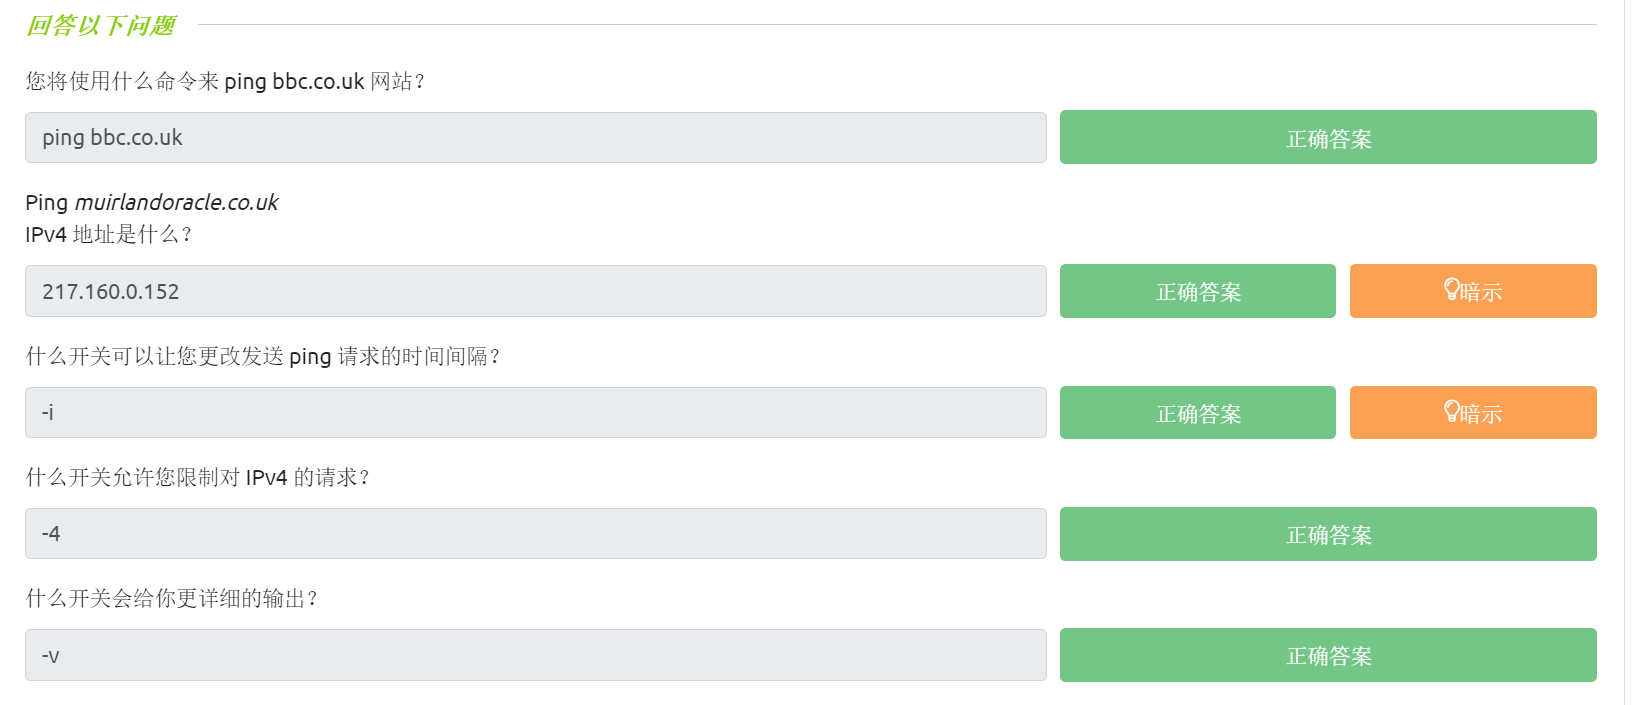 回答以下问题
您将使用什么命令来 ping bbc.co.uk 网站？
ping bbc.co.uk
正确答案
Ping muirlandoracle.co.uk
IPv4 地址是什么？
217.160.0.152
正确答案
暗示
什么开关可以让您更改发送 ping 请求的时间间隔？
-i
正确答案
暗示
什么开关允许您限制对 IPv4 的请求？
-4
正确答案
什么开关会给你更详细的输出？
-v
正确答案